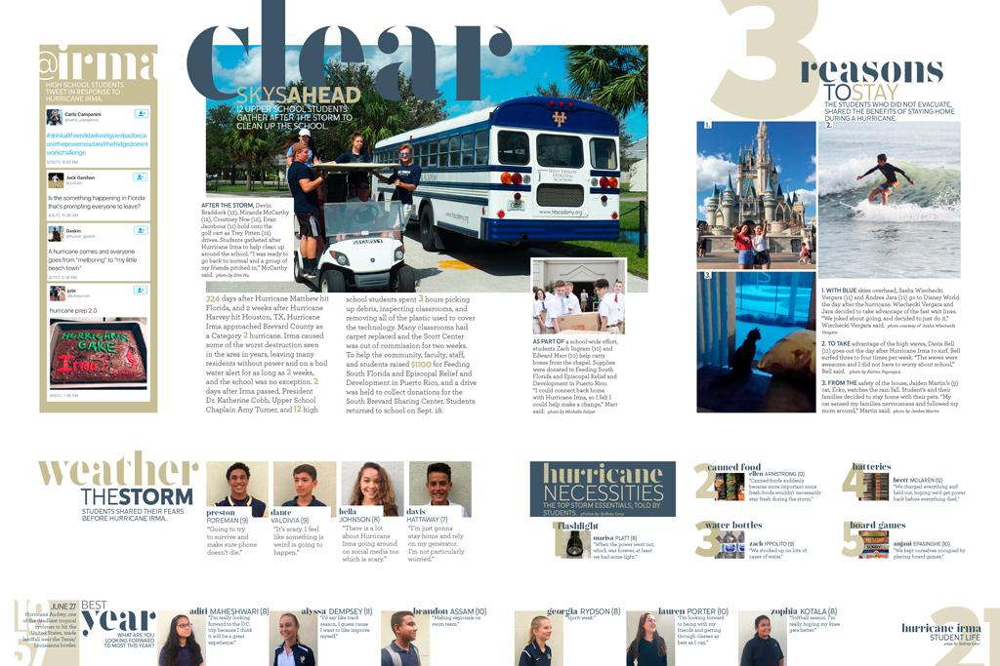 @irma
HIGH SCHOOL STUDENTS
TWEET IN RESPONSE TO
HURRICANE IRMA.
Carlo Campanini
@carlo_campanini
#drinkallthemilkbeforeitgoesbadbeca
usethepowerisoutandthefridgedoesnt
workchallenge
Jack Ganitsen
Is the something happening in Florida
that's prompting everyone to leave?
Gaskin
A hurricane comes and everyone
goes from "melboring" to "my little
beach town"
julie
hurricane prep 2.0
HURRICANE
CAKE
Irma
clear
SKYSAHEAD
12 UPPER SCHOOL STUDENTS
GATHER AFTER THE STORM TO
CLEAN UP THE SCHOOL.
HOLY TRINITY
EPISCOPAL
ACADEMY
www.htacademy.org
AFTER THE STORM, Devin
Braddock (12), Miranda McCarthy
(12), Courtney Noe (12), Evan
Jacobous (11) hold onto the
golf cart as Trey Pitten (12)
drives. Students gathered after
Hurricane Irma to help clean up
around the school. "I was ready to
go back to normal and a group of
my friends pitched in," McCarthy
said. photo by Erin Hu
324 days after Hurricane Matthew hit
Florida, and 2 weeks after Hurricane
Harvey hit Houston, TX, Hurricane
Irma approached Brevard County as
a Category 2 hurricane. Irma caused
some of the worst destruction seen
in the area in years, leaving many
residents without power and on a boil
water alert for as long as 2 weeks,
and the school was no exception. 2
days after Irma passed, President
Dr. Katherine Cobb, Upper School
Chaplain Amy Turner, and 12 high
school students spent 3 hours picking
up debris, inspecting classrooms, and
removing all of the plastic used to cover
the technology. Many classrooms had
carpet replaced and the Scott Center
was out of commission for two weeks.
To help the community, faculty, staff,
and students raised $1100 for Feeding
South Florida and Episcopal Relief and
Development in Puerto Rico, and a drive
was held to collect donations for the
South Brevard Sharing Center. Students
returned to school on Sept. 18.
AS PART OF a school-wide effort,
students Zach Ingram (10) and
Edward Marr (10) help carry
boxes from the chapel. Supplies
were donated to Feeding South
Florida and Episcopal Relief and
Development in Puerto Rico.
"I could connect back home
with Hurricane Irma, so I felt I
could help make a change," Marr
said. photo by Michelle Salyer
3 reasons
TOSTAY
THE STUDENTS WHO DID NOT EVACUATE,
SHARED THE BENEFITS OF STAYING HOME
DURING A HURRICANE.
1.
2.
3.
1. WITH BLUE skies overhead, Sasha Wiechecki
Vergara (11) and Andrea Jara (11) go to Disney World
the day after the hurricane. Wiechecki Vergara and
Jara decided to take advantage of the fast wait lines.
"We joked about going, and decided to just do it,"
Wiechecki Vergara said. photo courtesy of Sasha Wiechecki
Vergara
2. TO TAKE advantage of the high waves, Davis Bell
(11) goes out the day after Hurricane Irma to surf. Bell
surfed three to four times per week. "The waves were
awesome and I did not have to worry about school,"
Bell said.
3. FROM THE safety of the house, Jaiden Martin's (9)
cat, Ecko, watches the rain fall. Student's and their
families decided to stay home with their pets. "My
cat sensed my families nervousness and followed my
mom around," Martin said. photo by Jaiden Martin
weather
THESTORM
STUDENTS SHARED THEIR FEARS
BEFORE HURRICANE IRMA.
preston
FOREMAN (9)
"Going to try
to survive and
make sure phone
doesn't die."
dante
VALDIVIA (9)
"It's scary. I feel
like something is
weird is going to
happen."
bella
JOHNSON (8)
"There is a lot
about Hurricane
Irma going around
on social media too
which is scary."
davis
HATTAWAY (7)
"I'm just gonna
stay home and rely
on my generator.
I'm not particularly
worried."
hurricane
NECESSITIES
THE TOP STORM ESSENTIALS, TOLD BY
STUDENTS. photos by Sydney Levy
1 flashlight
marisa PLATT (8)
"When the power went out,
which was forever, at least
we had some light."
2 canned food
ellen ARMSTRONG (12)
"Canned foods suddenly
became more important since
fresh foods wouldn't necessarily
stay fresh during the storm."
3 water bottles
zach IPPOLITO (9)
"We stocked up on lots of
cases of water."
4 batteries
brett MCLAREN (12)
"We charged everything and
held out, hoping we'd get power
back before everything died."
5 board games
anjani EPASINGHE (10)
"We kept ourselves occupied by
playing board games."
1957
JUNE 27
Hurricane Audrey, one
of the deadliest tropical
cyclones to hit the
United States, made
landfall near the Texas/
Louisianna border.
BEST
year
WHAT ARE YOU
LOOKING FORWARD
TO MOST THIS YEAR?
aditi MAHESHWARI (8)
"I'm really looking
forward to the D.C.
trip because I think
it will be a great
experience."
alyssa DEMPSEY (11)
"I'd say like track
season, I guess cause
I want to like improve
myself."
brandon ASSAM (10)
"Making regionals on
swim team."
georgia RYDSON (8)
"Spirit week."
lauren PORTER (10)
"I'm looking forward
to being with my
friends and getting
through classes as
best as I can."
zophia KOTALA (8)
"Softball season. I'm
really hoping my knee
gets better."
hurricane irma
STUDENT LIFE
page by Sydney Levy
21